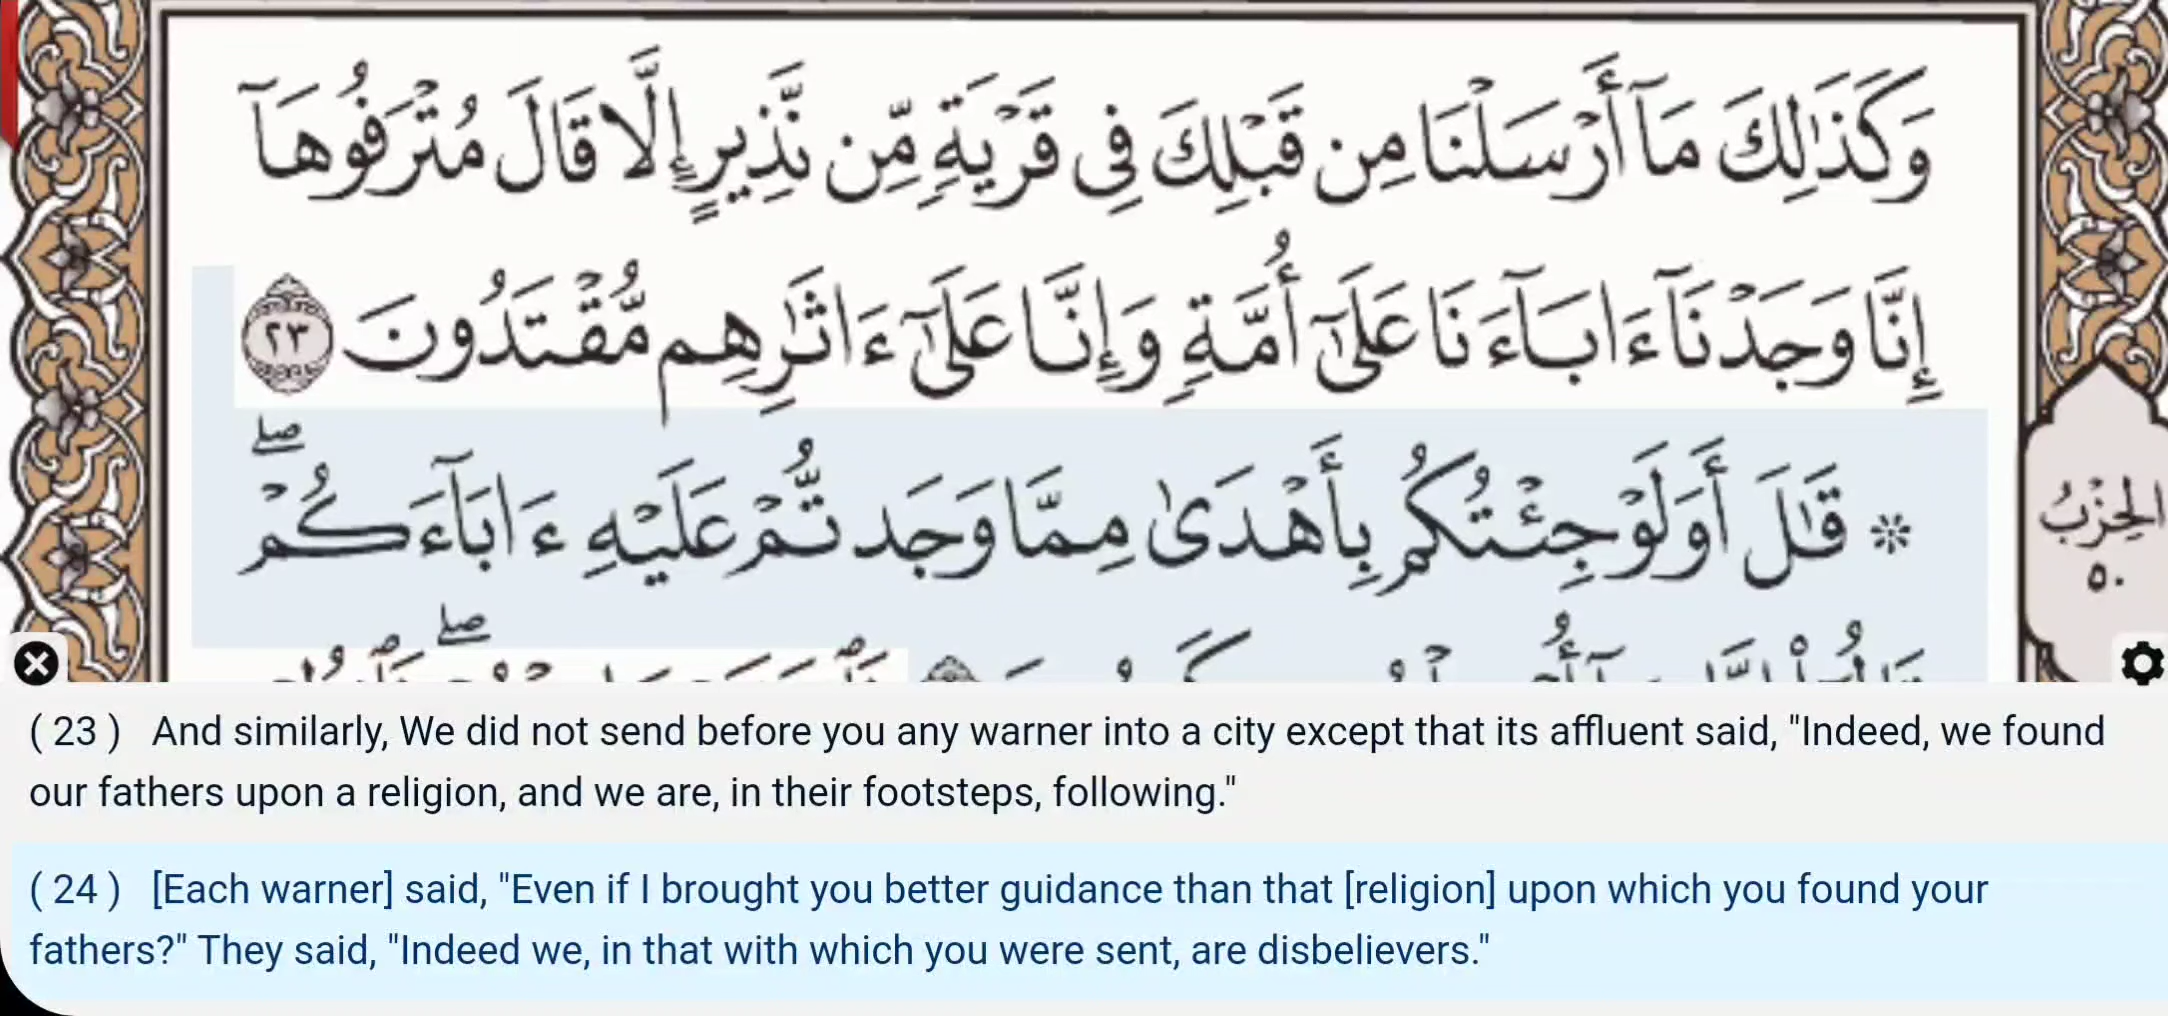 وَكَذَٰلِكَ مَآ أَرْسَلْنَا مِن قَبْلِكَ فِى قَرْيَةٍ مِّن نَّذِيرٍ إِلَّا قَالَ مُتْرَفُوهَآ
إِنَّا وَجَدْنَآ ءَابَآءَنَا عَلَىٰٓ أُمَّةٍ وَإِنَّا عَلَىٰٓ ءَاثَٰرِهِم مُّقْتَدُونَ ٢٣
* قَٰلَ أَوَلَوْ جِئْتُكُم بِأَهْدَىٰ مِمَّا وَجَدتُّمْ عَلَيْهِ ءَابَآءَكُمْ ۖ
الحِزْبُ
٥٠
( 23 ) And similarly, We did not send before you any warner into a city except that its affluent said, "Indeed, we found
our fathers upon a religion, and we are, in their footsteps, following."
( 24 ) [Each warner] said, "Even if I brought you better guidance than that [religion] upon which you found your
fathers?" They said, "Indeed we, in that with which you were sent, are disbelievers."